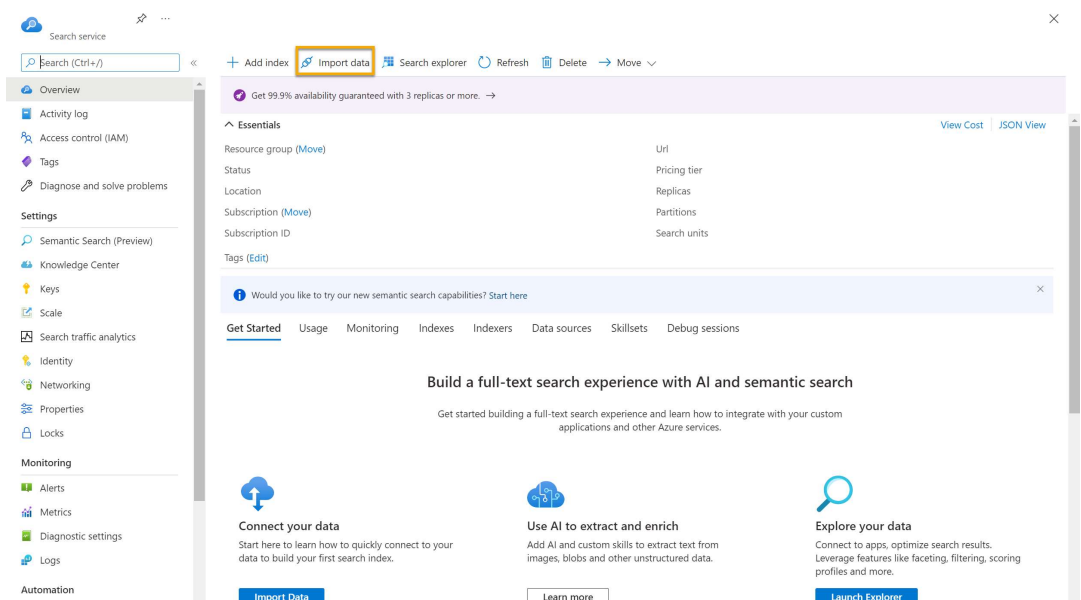 Search service
Search (Ctrl+/)
Overview
Activity log
Access control (IAM)
Tags
Diagnose and solve problems
Settings
Semantic Search (Preview)
Knowledge Center
Keys
Scale
Search traffic analytics
Identity
Networking
Properties
Locks
Monitoring
Alerts
Metrics
Diagnostic settings
Logs
Automation
Add index Import data Search explorer Refresh Delete Move
Get 99.9% availability guaranteed with 3 replicas or more. →
Essentials
View Cost JSON View
Resource group (Move)
Status
Location
Subscription (Move)
Subscription ID
Url
Pricing tier
Replicas
Partitions
Search units
Tags (Edit)
Would you like to try our new semantic search capabilities? Start here
Get Started Usage Monitoring Indexes Indexers Data sources Skillsets Debug sessions
Build a full-text search experience with AI and semantic search
Get started building a full-text search experience and learn how to integrate with your custom
applications and other Azure services.
Connect your data
Start here to learn how to quickly connect to your
data to build your first search index.
Import Data
Use AI to extract and enrich
Add AI and custom skills to extract text from
images, blobs and other unstructured data.
Learn more
Explore your data
Connect to apps, optimize search results.
Leverage features like faceting, filtering, scoring
profiles and more.
Launch Explorer